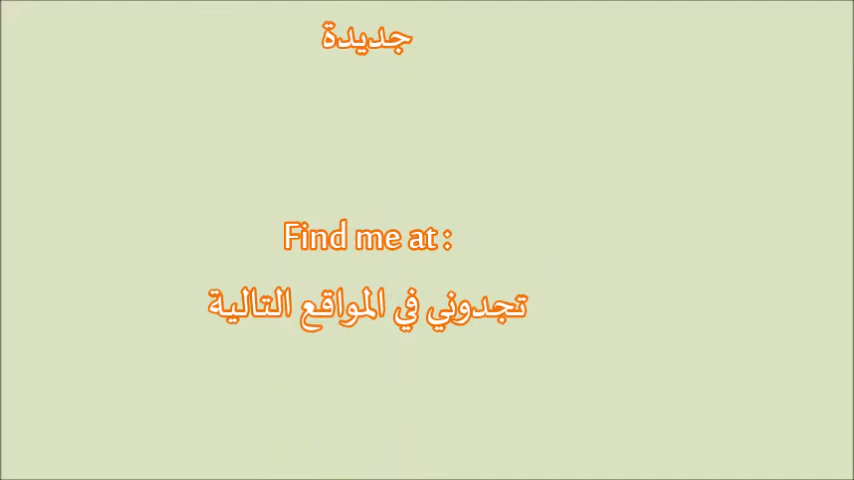 جديدة
Find me at :
تجدوني في المواقع التالية